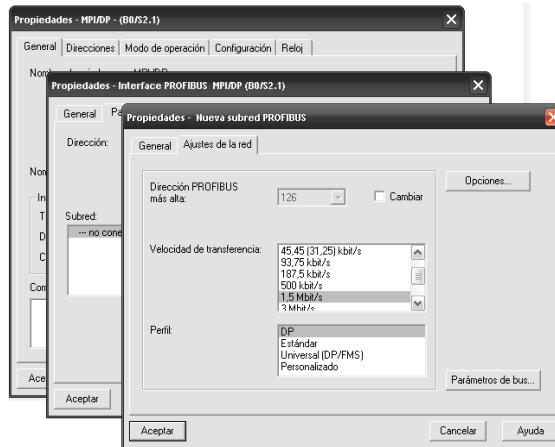 Propiedades - MPI/DP - (B0/S2.1)
General Direcciones Modo de operación Configuración Reloj
Propiedades - Interface PROFIBUS MPI/DP (B0/S2.1)
General
Dirección:
Subred:
--- no cone
Aceptar
Propiedades - Nueva subred PROFIBUS
General Ajustes de la red
Dirección PROFIBUS
más alta:
126
Cambiar
Opciones...
Velocidad de transferencia:
45,45 (31,25) kbit/s
93,75 kbit/s
187,5 kbit/s
500 kbit/s
1,5 Mbit/s
3 Mbit/s
Perfil:
DP
Estándar
Universal (DP/FMS)
Personalizado
Parámetros de bus...
Aceptar
Cancelar
Ayuda